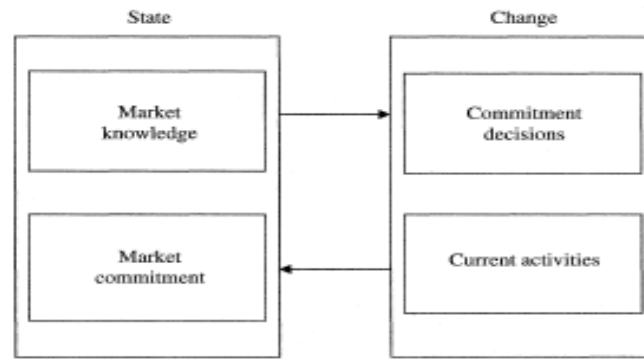 State
Market
knowledge
Market
commitment
Change
Commitment
decisions
Current activities